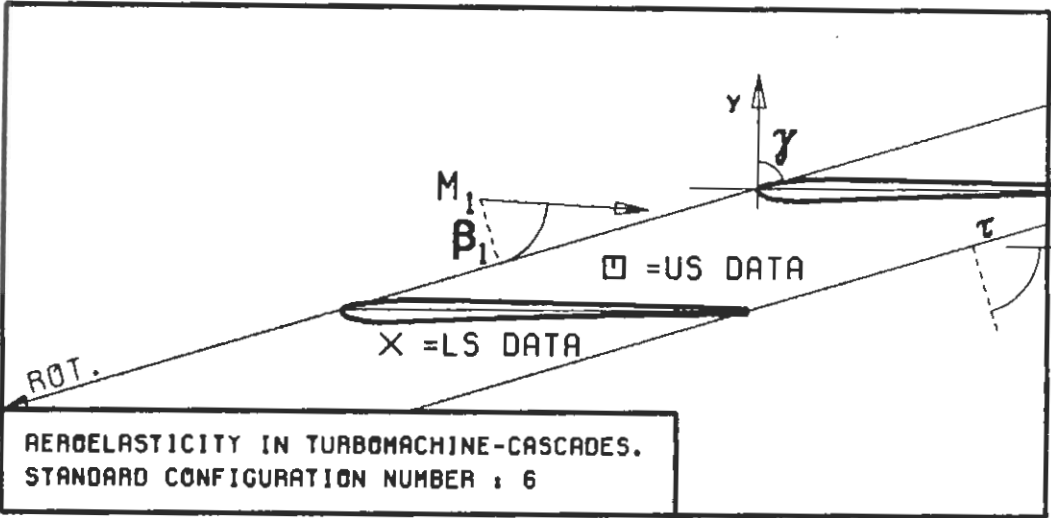 Y
γ
M₁
β₁
τ
□ =US DATA
× =LS DATA
ROT.
AEROELASTICITY IN TURBOMACHINE-CASCADES.
STANDARD CONFIGURATION NUMBER : 6